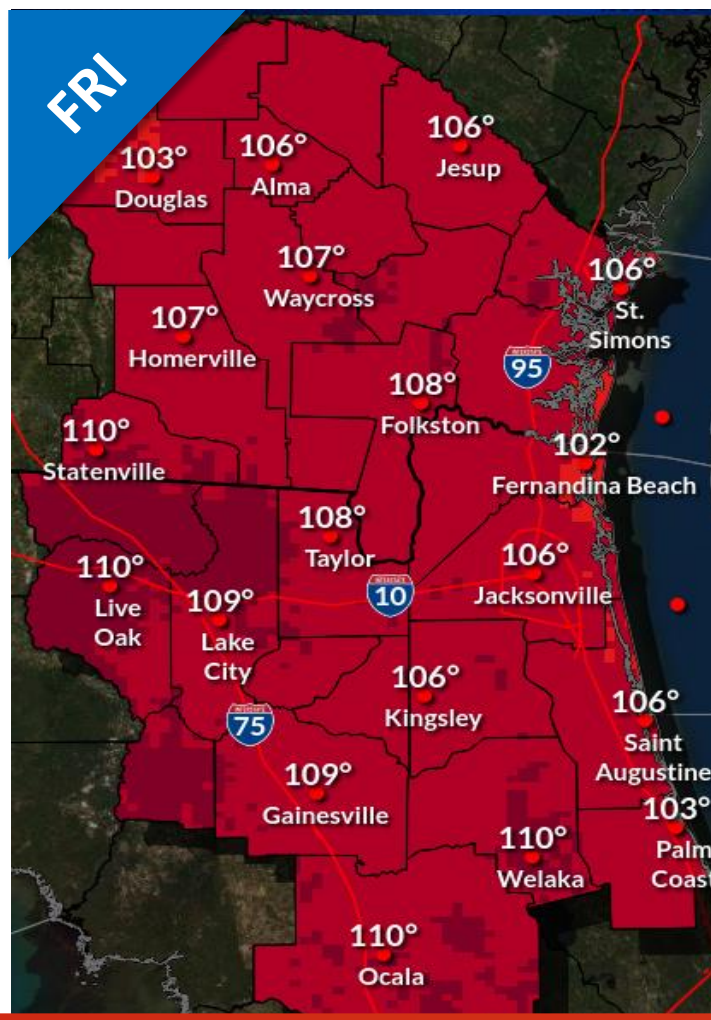 FRI
106°
Jesup
106°
Alma
103°
Douglas
107°
Waycross
106°
St.
Simons
107°
Homerville
95
108°
Folkston
110°
Statenville
102°
Fernandina Beach
108°
Taylor
106°
Jacksonville
110°
Live
Oak
10
109°
Lake
City
106°
Kingsley
75
106°
Saint
Augustine
109°
Gainesville
103°
Palm
Coast
110°
Welaka
110°
Ocala